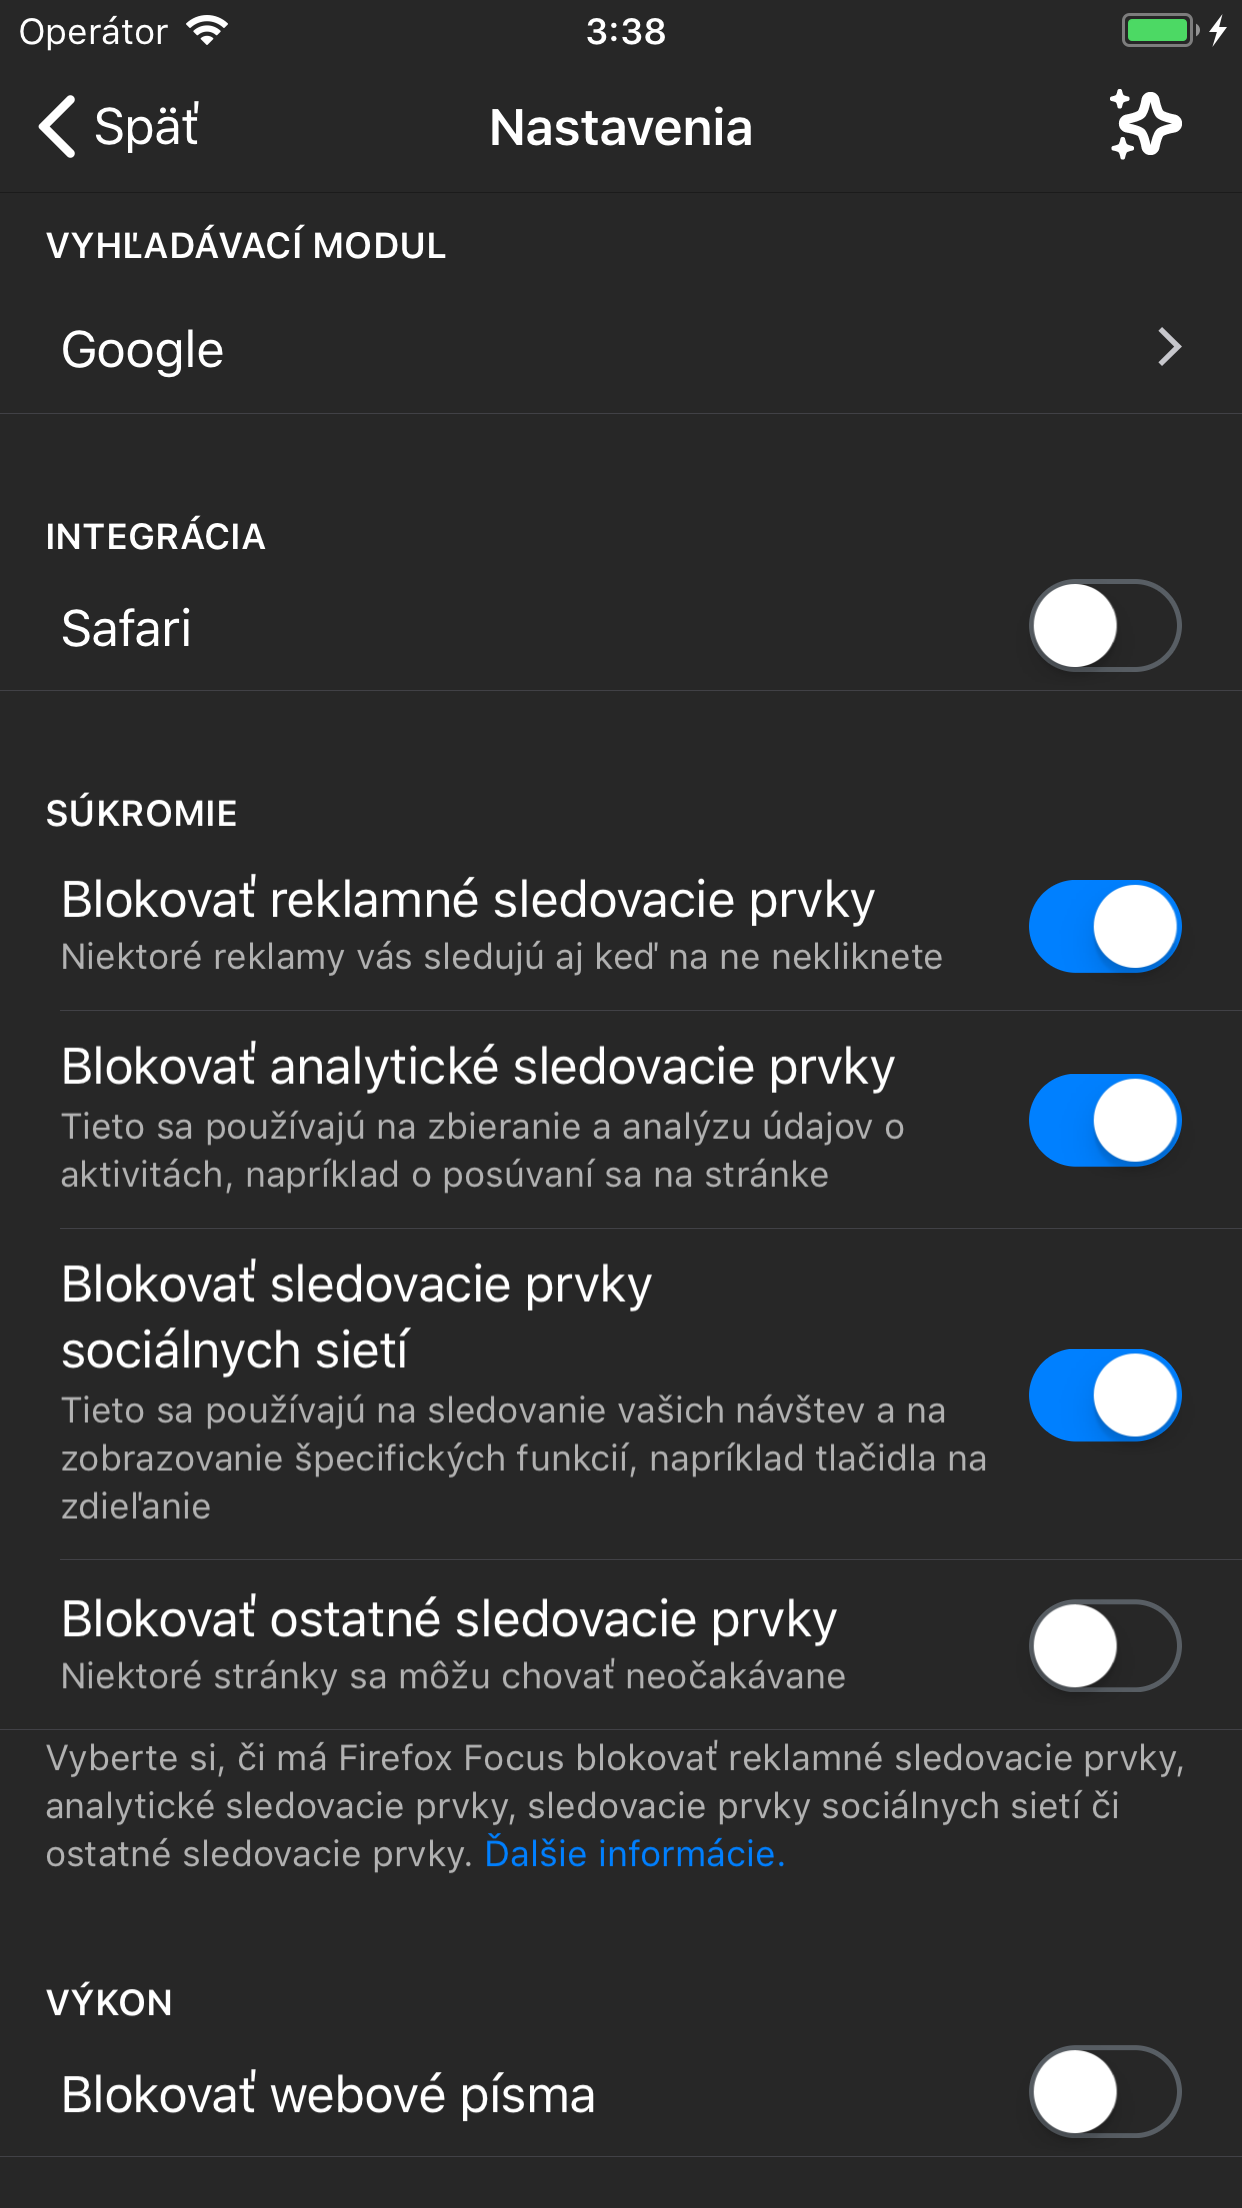 Operátor
3:38
Späť
Nastavenia
VYHĽADÁVACÍ MODUL
Google
INTEGRÁCIA
Safari
SÚKROMIE
Blokovať reklamné sledovacie prvky
Niektoré reklamy vás sledujú aj keď na ne nekliknete
Blokovať analytické sledovacie prvky
Tieto sa používajú na zbieranie a analýzu údajov o
aktivitách, napríklad o posúvaní sa na stránke
Blokovať sledovacie prvky
sociálnych sietí
Tieto sa používajú na sledovanie vašich návštev a na
zobrazovanie špecifických funkcií, napríklad tlačidla na
zdieľanie
Blokovať ostatné sledovacie prvky
Niektoré stránky sa môžu chovať neočakávane
Vyberte si, či má Firefox Focus blokovať reklamné sledovacie prvky,
analytické sledovacie prvky, sledovacie prvky sociálnych sietí či
ostatné sledovacie prvky. Ďalšie informácie.
VÝKON
Blokovať webové písma